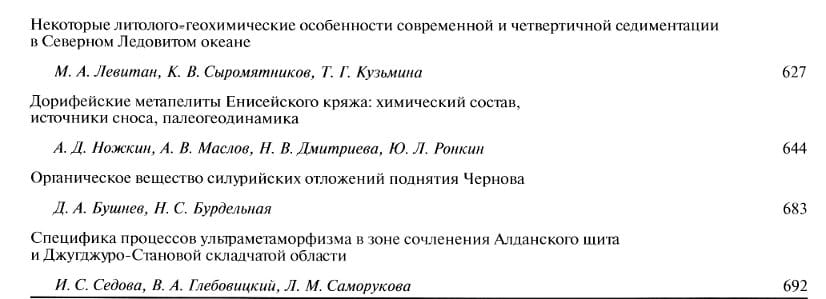 Некоторые литолого-геохимические особенности современной и четвертичной седиментации
в Северном Ледовитом океане
М. А. Левитан, К. В. Сыромятников, Т. Г. Кузьмина 627
Дорифейские метапелиты Енисейского кряжа: химический состав,
источники сноса, палеогеодинамика
А. Д. Ножкин, А. В. Маслов, Н. В. Дмитриева, Ю. Л. Ронкин 644
Органическое вещество силурийских отложений поднятия Чернова
Д. А. Бушнев, Н. С. Бурдельная 683
Специфика процессов ультраметаморфизма в зоне сочленения Алданского щита
и Джугджуро-Становой складчатой области
И. С. Седова, В. А. Глебовицкий, Л. М. Саморукова 692